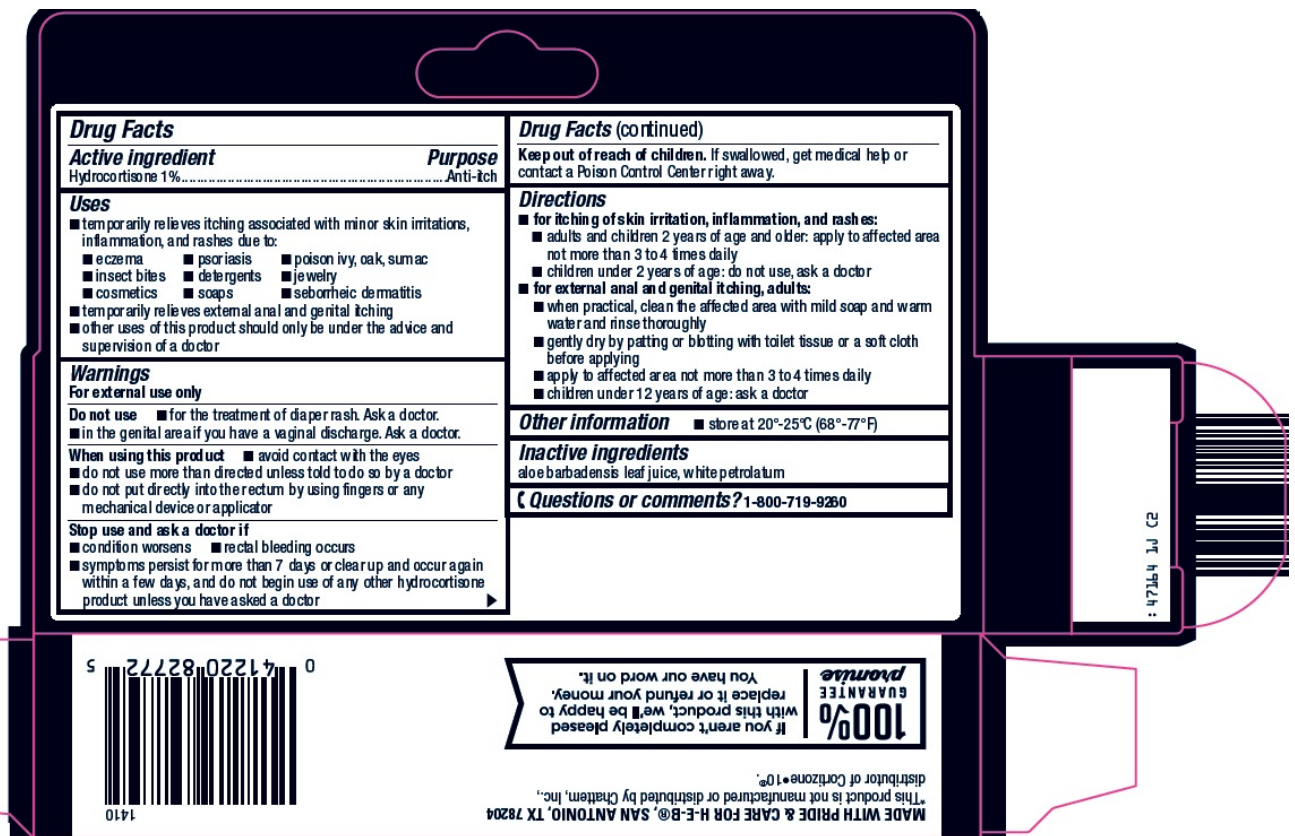 Drug Facts
Active ingredient Purpose
Hydrocortisone 1%......................................................................Anti-itch
Uses
■ temporarily relieves itching associated with minor skin irritations,
inflammation, and rashes due to:
■ eczema ■ psoriasis ■ poison ivy, oak, sumac
■ insect bites ■ detergents ■ jewelry
■ cosmetics ■ soaps ■ seborrheic dermatitis
■ temporarily relieves external anal and genital itching
■ other uses of this product should only be under the advice and
supervision of a doctor
Warnings
For external use only
Do not use ■ for the treatment of diaper rash. Ask a doctor.
■ in the genital area if you have a vaginal discharge. Ask a doctor.
When using this product ■ avoid contact with the eyes
■ do not use more than directed unless told to do so by a doctor
■ do not put directly into the rectum by using fingers or any
mechanical device or applicator
Stop use and ask a doctor if
■ condition worsens ■ rectal bleeding occurs
■ symptoms persist for more than 7 days or clear up and occur again
within a few days, and do not begin use of any other hydrocortisone
product unless you have asked a doctor
Drug Facts (continued)
Keep out of reach of children. If swallowed, get medical help or
contact a Poison Control Center right away.
Directions
■ for itching of skin irritation, inflammation, and rashes:
■ adults and children 2 years of age and older: apply to affected area
not more than 3 to 4 times daily
■ children under 2 years of age: do not use, ask a doctor
■ for external anal and genital itching, adults:
■ when practical, clean the affected area with mild soap and warm
water and rinse thoroughly
■ gently dry by patting or blotting with toilet tissue or a soft cloth
before applying
■ apply to affected area not more than 3 to 4 times daily
■ children under 12 years of age: ask a doctor
Other information ■ store at 20°-25°C (68°-77°F)
Inactive ingredients
aloe barbadensis leaf juice, white petrolatum
Questions or comments? 1-800-719-9260
: 47164 1J C2
MADE WITH PRIDE & CARE FOR H-E-B®, SAN ANTONIO, TX 78204
*This product is not manufactured or distributed by Chattem, Inc.,
distributor of Cortizone•10®.
100%
GUARANTEE
promise
If you aren't completely pleased
with this product, we'll be happy to
replace it or refund your money.
You have our word on it.
1410
0 41220 82772 5